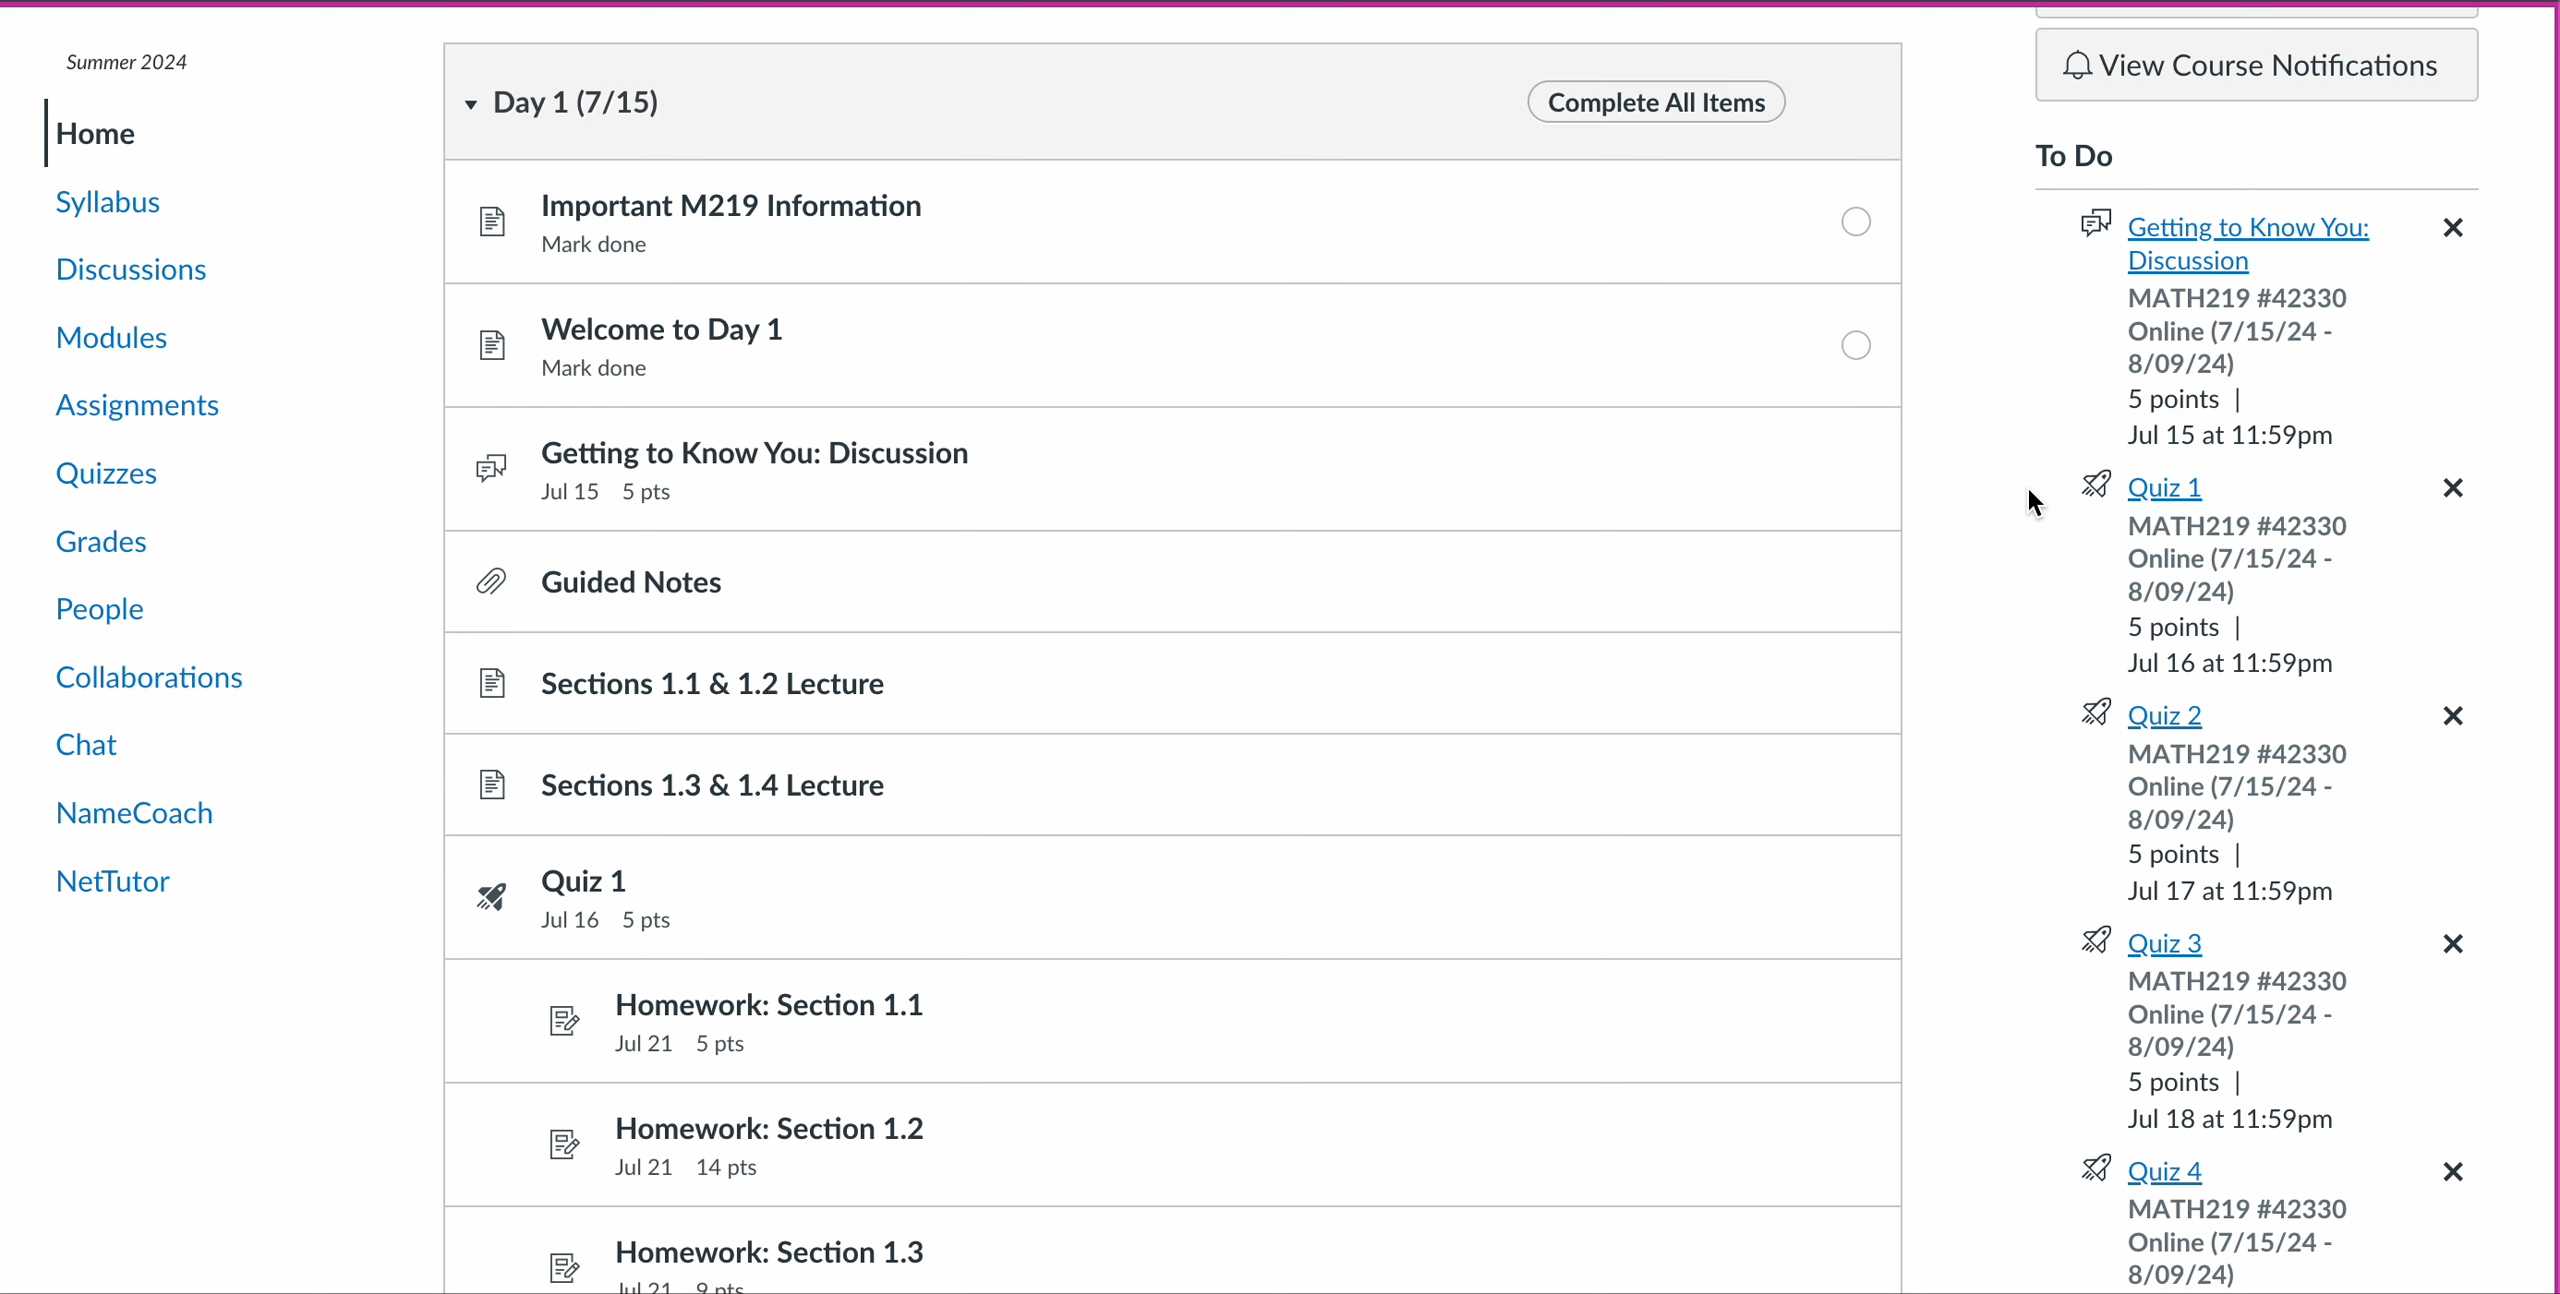 Summer 2024
Home
Syllabus
Discussions
Modules
Assignments
Quizzes
Grades
People
Collaborations
Chat
NameCoach
NetTutor
Day 1 (7/15)
Complete All Items
Important M219 Information
Mark done
Welcome to Day 1
Mark done
Getting to Know You: Discussion
Jul 15 5 pts
Guided Notes
Sections 1.1 & 1.2 Lecture
Sections 1.3 & 1.4 Lecture
Quiz 1
Jul 16 5 pts
Homework: Section 1.1
Jul 21 5 pts
Homework: Section 1.2
Jul 21 14 pts
Homework: Section 1.3
Jul 21 9 pts
View Course Notifications
To Do
Getting to Know You:
Discussion
MATH219 #42330
Online (7/15/24 -
8/09/24)
5 points |
Jul 15 at 11:59pm
Quiz 1
MATH219 #42330
Online (7/15/24 -
8/09/24)
5 points |
Jul 16 at 11:59pm
Quiz 2
MATH219 #42330
Online (7/15/24 -
8/09/24)
5 points |
Jul 17 at 11:59pm
Quiz 3
MATH219 #42330
Online (7/15/24 -
8/09/24)
5 points |
Jul 18 at 11:59pm
Quiz 4
MATH219 #42330
Online (7/15/24 -
8/09/24)